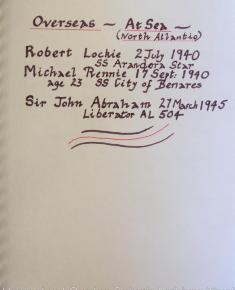 Overseas ~ At Sea ~
(North Atlantic)
Robert Lockie 2 July 1940
SS Arandora Star
Michael Rennie 17 Sept: 1940
age 23 SS City of Benares
Sir John Abraham 27 March 1945
Liberator AL 504